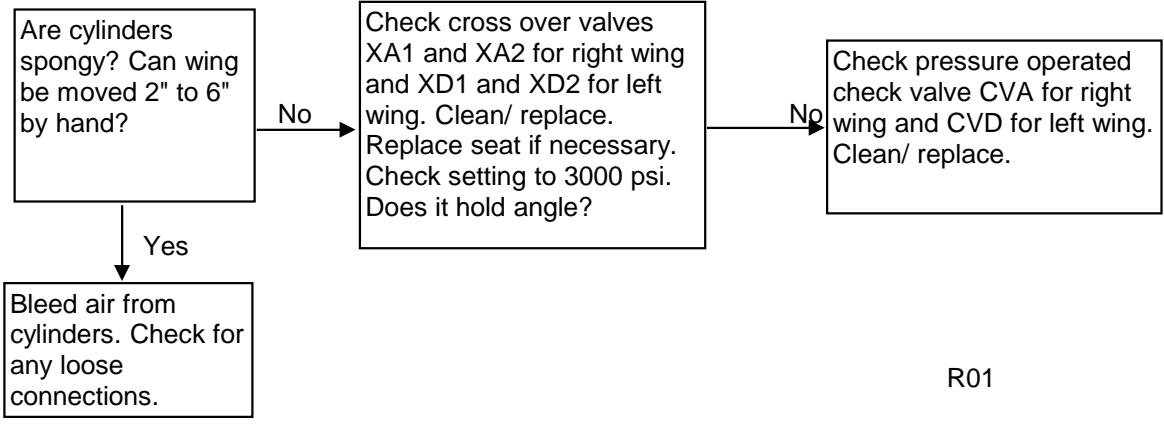 Are cylinders
spongy? Can wing
be moved 2" to 6"
by hand?
No
Check cross over valves
XA1 and XA2 for right wing
and XD1 and XD2 for left
wing. Clean/ replace.
Replace seat if necessary.
Check setting to 3000 psi.
Does it hold angle?
No
Check pressure operated
check valve CVA for right
wing and CVD for left wing.
Clean/ replace.
Yes
Bleed air from
cylinders. Check for
any loose
connections.
R01